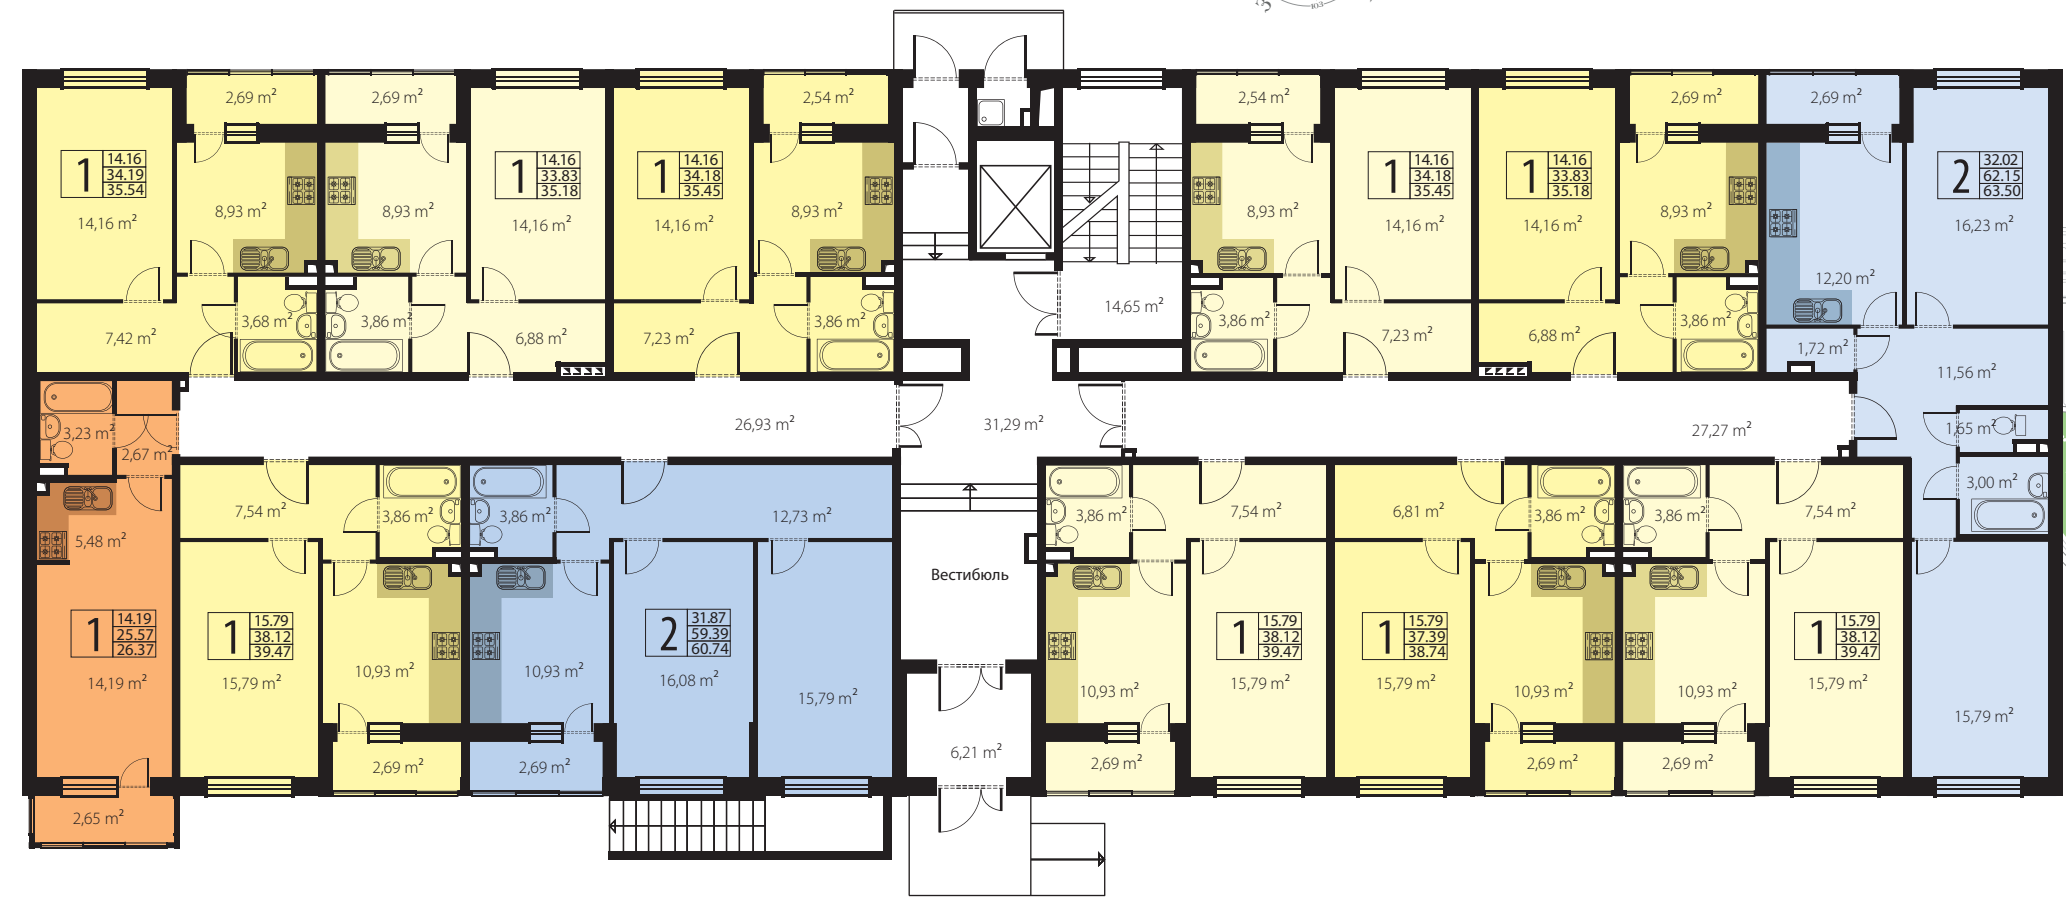 ЮЗ
2,69 m²
2,69 m²
2,54 m²
2,54 m²
2,69 m²
2,69 m²
1
14.16
34.19
35.54
14,16 m²
8,93 m²
8,93 m²
1
14.16
33.83
35.18
14,16 m²
1
14.16
34.18
35.45
14,16 m²
8,93 m²
8,93 m²
1
14.16
34.18
35.45
14,16 m²
1
14.16
33.83
35.18
14,16 m²
8,93 m²
12,20 m²
2
32.02
62.15
63.50
16,23 m²
7,42 m²
3,68 m²
3,86 m²
6,88 m²
7,23 m²
3,86 m²
14,65 m²
3,86 m²
7,23 m²
6,88 m²
3,86 m²
1,72 m²
11,56 m²
3,23 m²
2,67 m²
26,93 m²
31,29 m²
27,27 m²
1,65 m²
3,00 m²
5,48 m²
7,54 m²
3,86 m²
3,86 m²
12,73 m²
3,86 m²
7,54 m²
6,81 m²
3,86 m²
3,86 m²
7,54 m²
Вестибюль
1
14.19
25.57
26.37
14,19 m²
1
15.79
38.12
39.47
15,79 m²
10,93 m²
10,93 m²
2
31.87
59.39
60.74
16,08 m²
15,79 m²
10,93 m²
1
15.79
38.12
39.47
15,79 m²
1
15.79
37.39
38.74
15,79 m²
10,93 m²
10,93 m²
1
15.79
38.12
39.47
15,79 m²
15,79 m²
2,69 m²
2,69 m²
6,21 m²
2,69 m²
2,69 m²
2,69 m²
2,65 m²